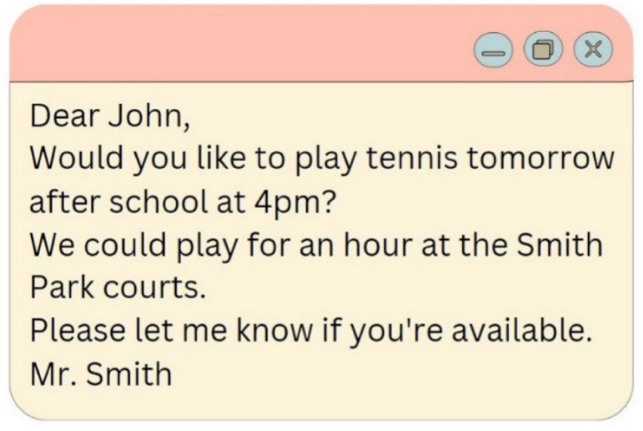 Dear John,
Would you like to play tennis tomorrow
after school at 4pm?
We could play for an hour at the Smith
Park courts.
Please let me know if you're available.
Mr. Smith